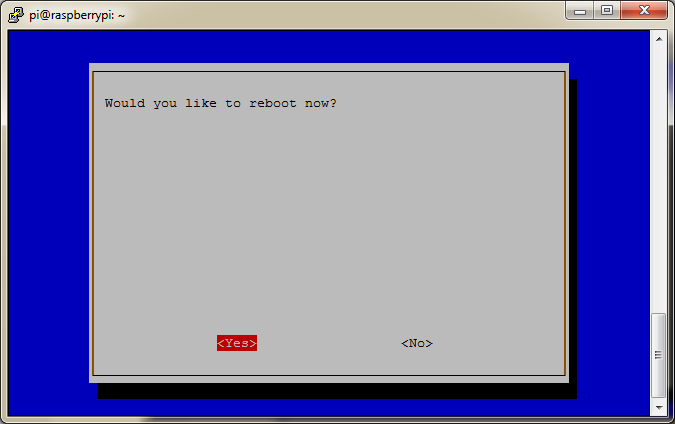 pi@raspberrypi: ~
Would you like to reboot now?
<Yes> <No>